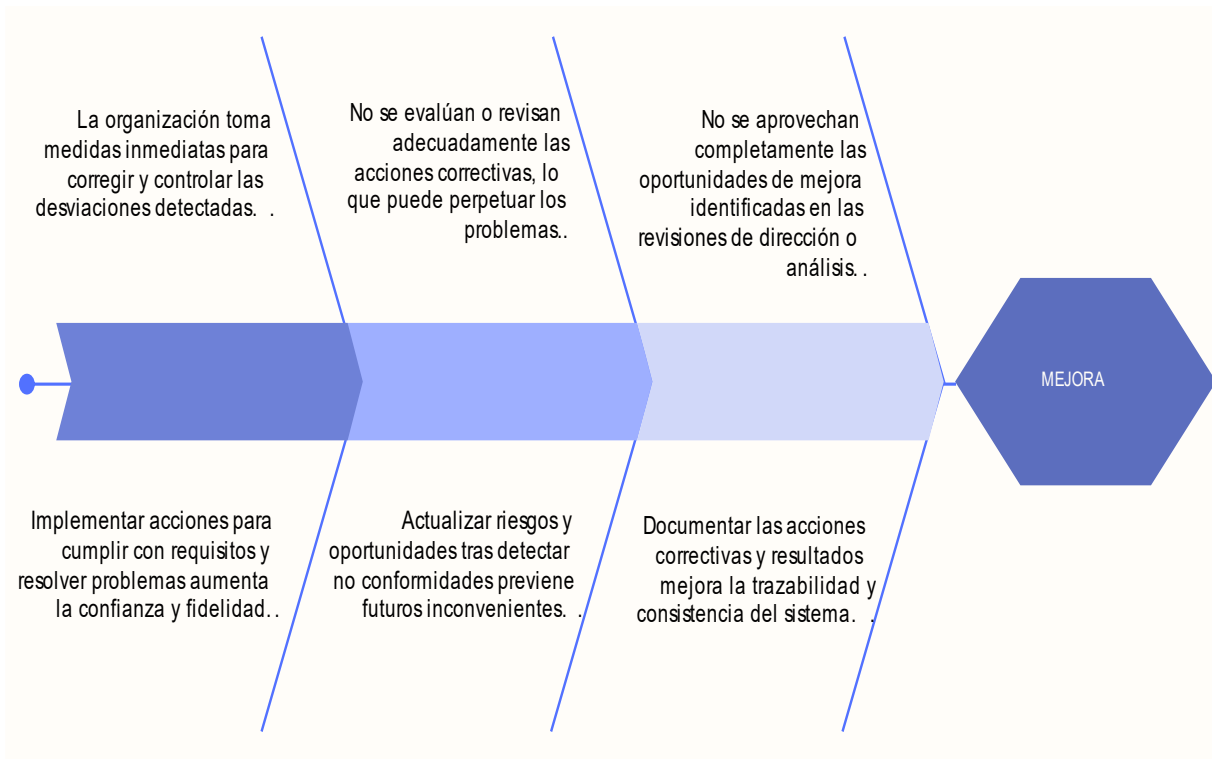 La organización toma
medidas inmediatas para
corregir y controlar las
desviaciones detectadas. .
No se evalúan o revisan
adecuadamente las
acciones correctivas, lo
que puede perpetuar los
problemas..
No se aprovechan
completamente las
oportunidades de mejora
identificadas en las
revisiones de dirección o
análisis. .
MEJORA
Implementar acciones para
cumplir con requisitos y
resolver problemas aumenta
la confianza y fidelidad. .
Actualizar riesgos y
oportunidades tras detectar
no conformidades previene
futuros inconvenientes. .
Documentar las acciones
correctivas y resultados
mejora la trazabilidad y
consistencia del sistema. .